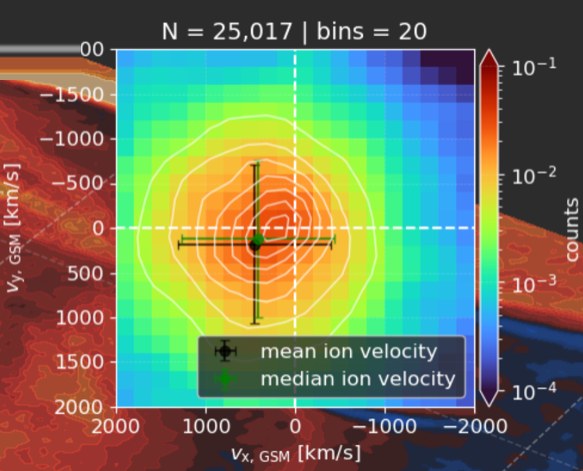 N = 25,017 | bins = 20
00
−1500
−1000
−500
0
500
1000
1500
2000
v_y, GSM [km/s]
2000 1000 0 −1000 −2000
v_x, GSM [km/s]
mean ion velocity
median ion velocity
10^−1
10^−2
10^−3
10^−4
counts